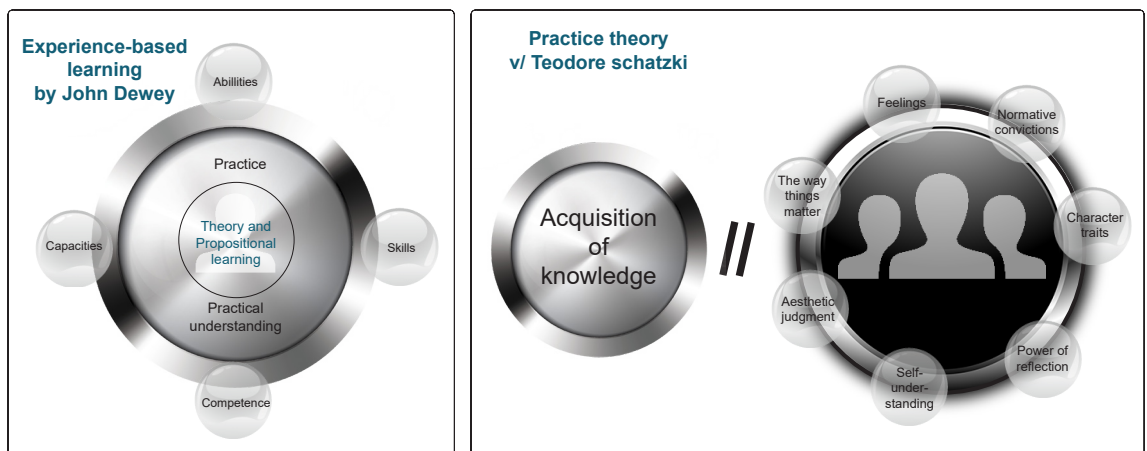 Experience-based
learning
by John Dewey
Abillities
Practice
Capacities
Theory and
Propositional
learning
Skills
Practical
understanding
Competence
Practice theory
v/ Teodore schatzki
Acquisition
of
knowledge
//
Feelings
Normative
convictions
The way
things
matter
Character
traits
Aesthetic
judgment
Power of
reflection
Self-
under-
standing